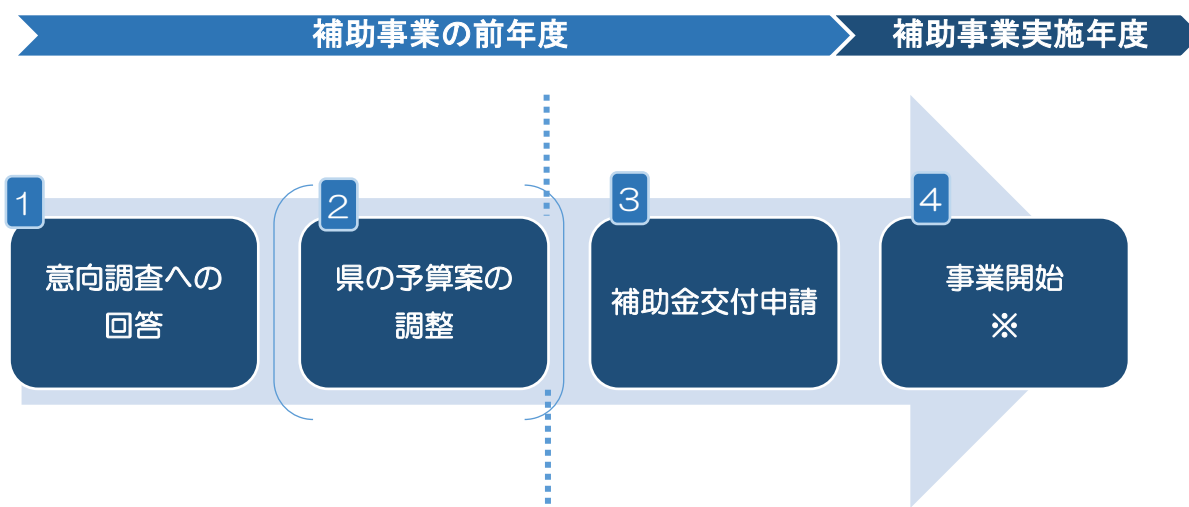 補助事業の前年度
補助事業実施年度
1
意向調査への
回答
2
県の予算案の
調整
3
補助金交付申請
4
事業開始
※